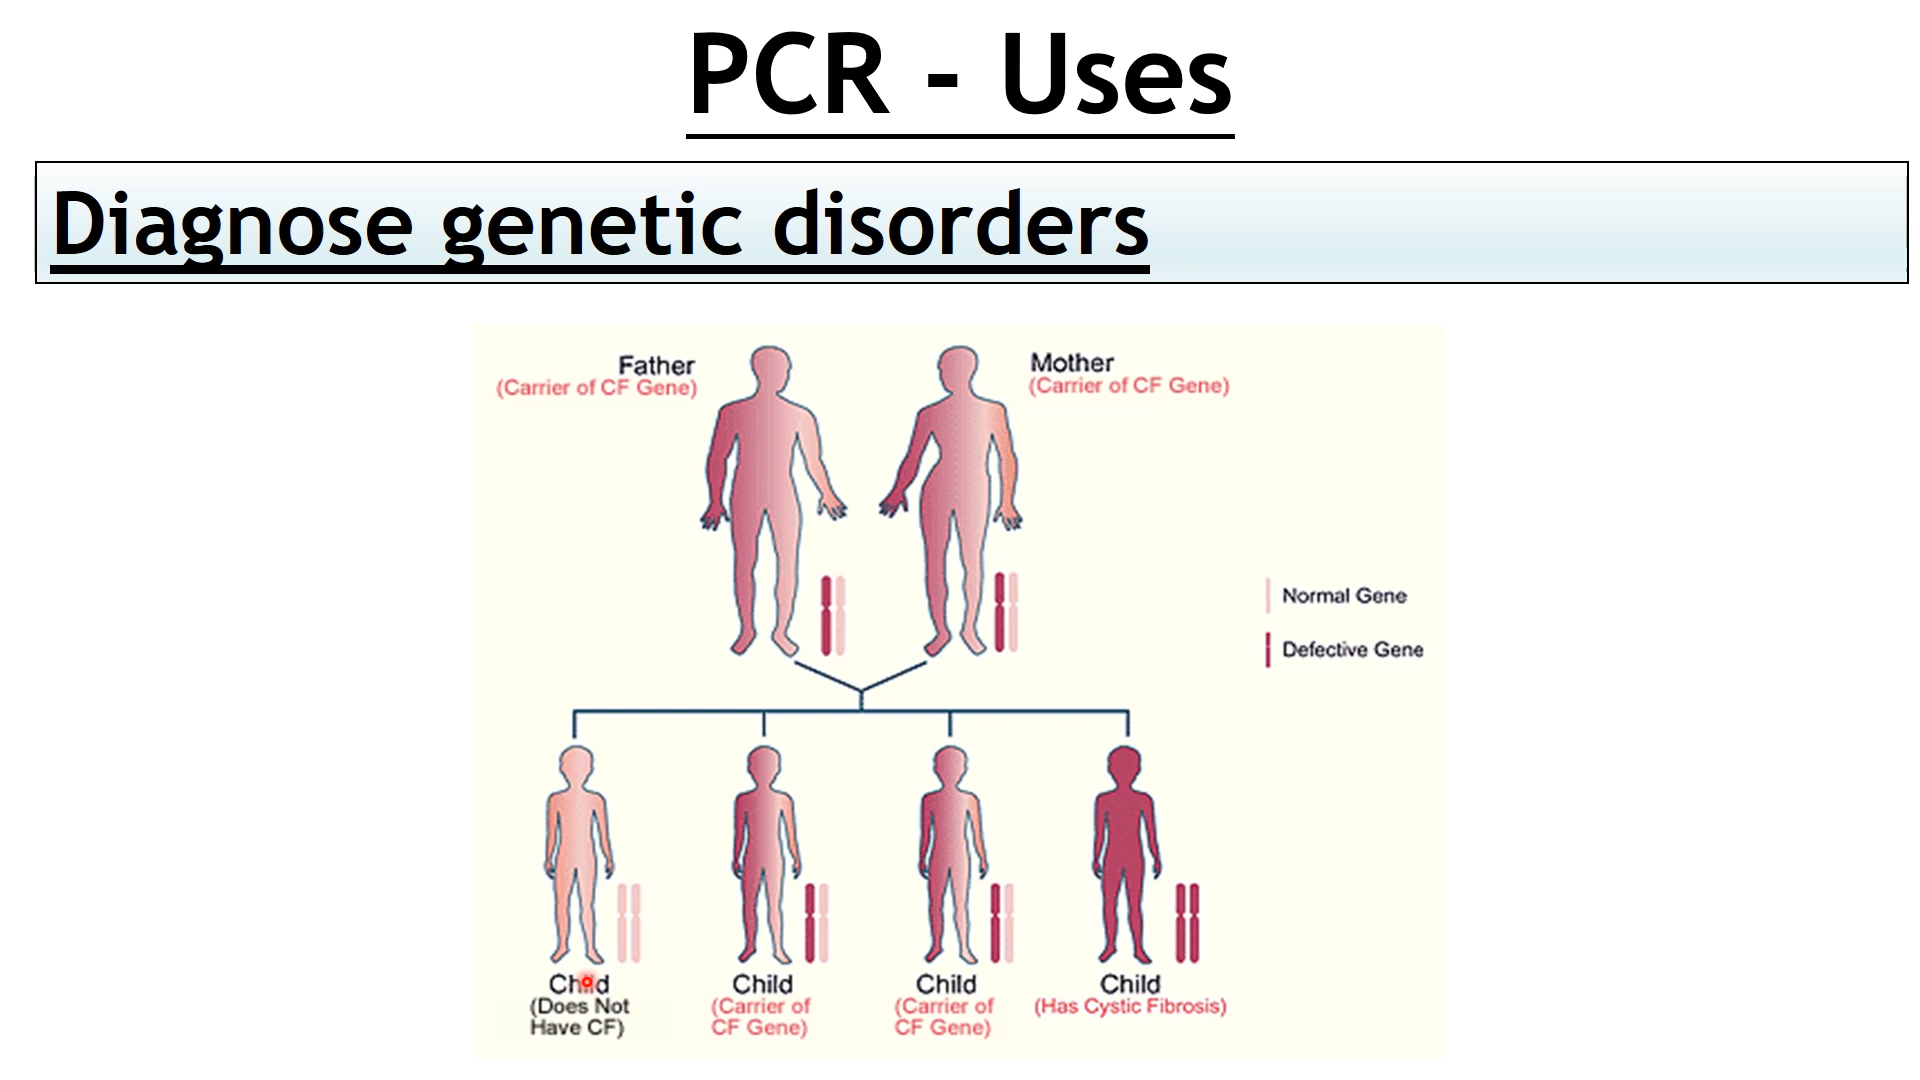 PCR - Uses
Diagnose genetic disorders
Father
(Carrier of CF Gene)
Mother
(Carrier of CF Gene)
Normal Gene
Defective Gene
Child
(Does Not
Have CF)
Child
(Carrier of
CF Gene)
Child
(Carrier of
CF Gene)
Child
(Has Cystic Fibrosis)